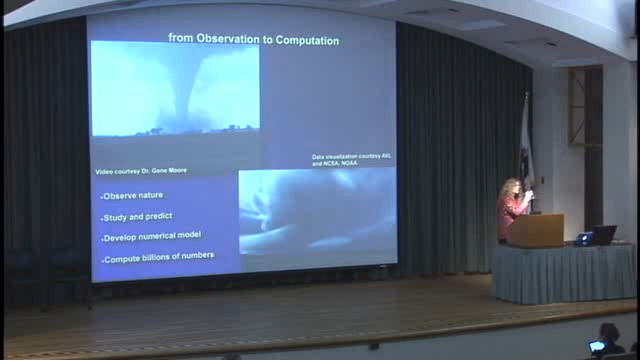 from Observation to Computation
Data visualization courtesy AVL
and NCSA, NOAA
Video courtesy Dr. Gene Moore
•Observe nature
•Study and predict
•Develop numerical model
•Compute billions of numbers